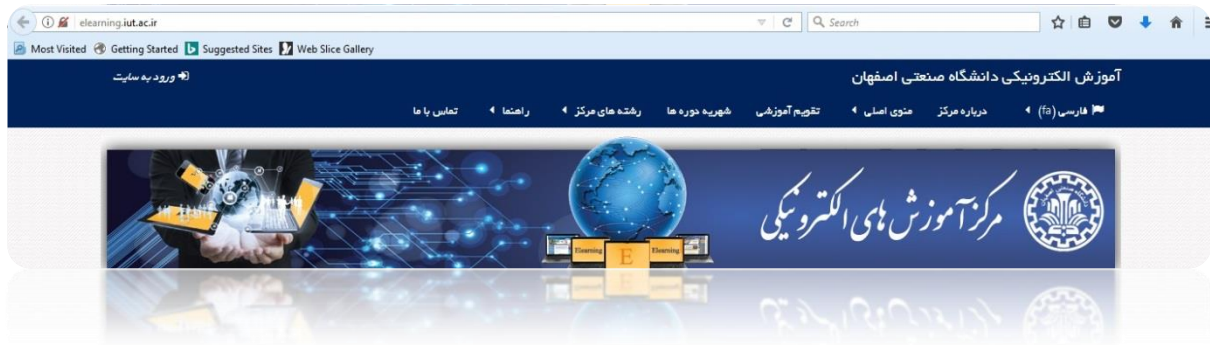 elearning.iut.ac.ir
Search
Most Visited Getting Started Suggested Sites Web Slice Gallery
آموزش الکترونیکی دانشگاه صنعتی اصفهان
ورود به سایت
فارسی (fa) درباره مرکز منوی اصلی تقویم آموزشی شهریه دوره ها رشته های مرکز راهنما تماس با ما
مرکز آموزش های الکترونیکی
Elearning E Elearning